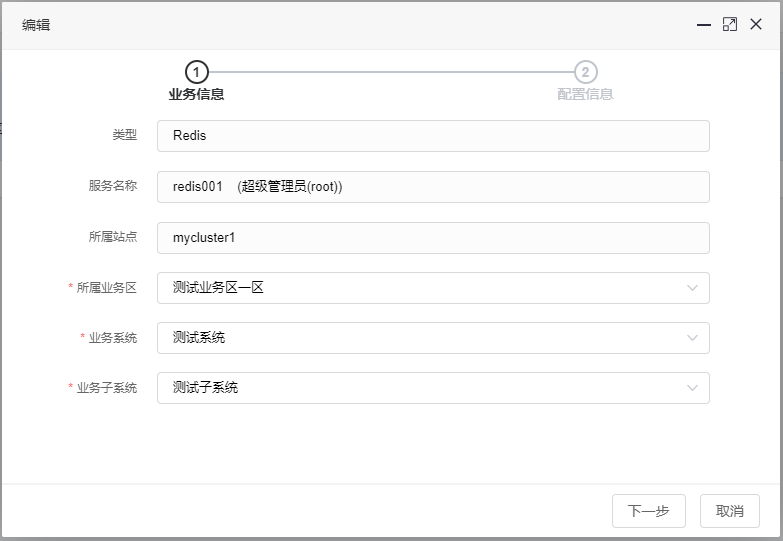 编辑
1 2
业务信息 配置信息
类型 Redis
服务名称 redis001 (超级管理员(root))
所属站点 mycluster1
* 所属业务区 测试业务区一区
* 业务系统 测试系统
* 业务子系统 测试子系统
下一步 取消